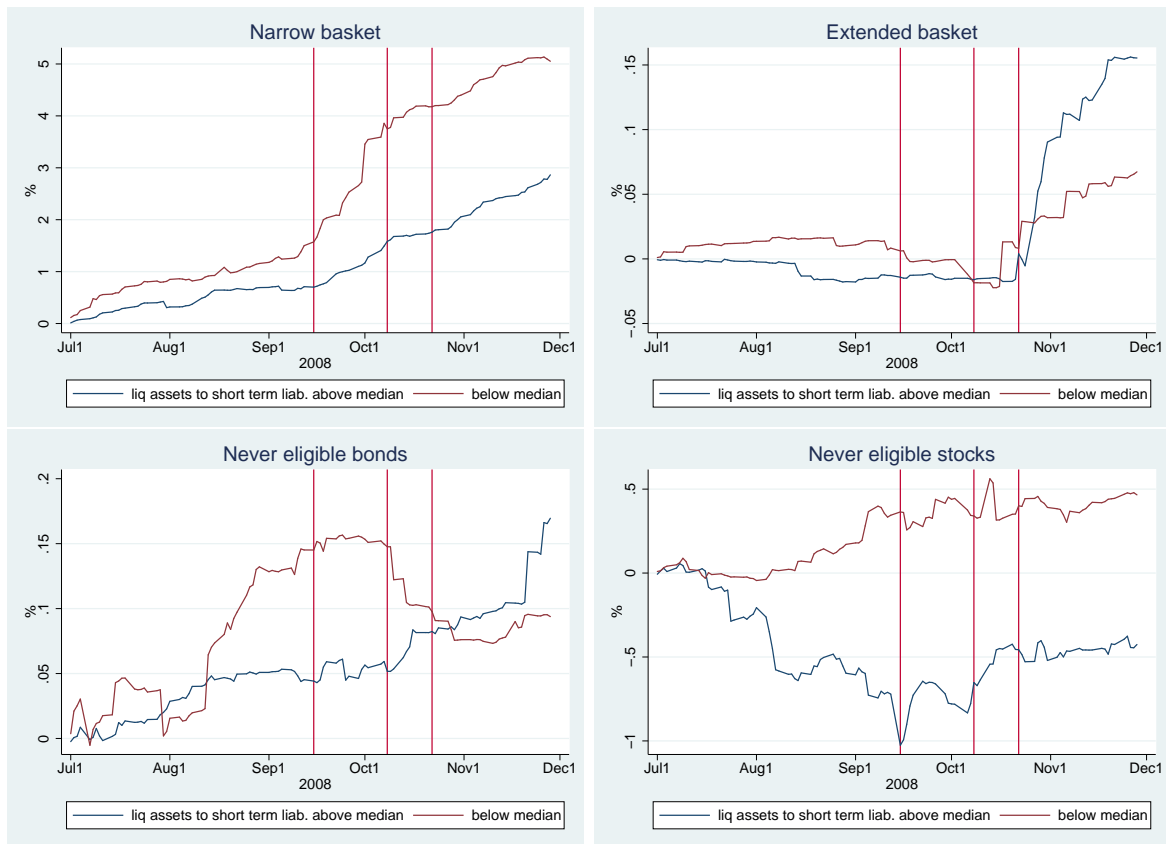 Narrow basket
5
4
3
2
1
0
%
Jul1 Aug1 Sep1 Oct1 Nov1 Dec1
2008
liq assets to short term liab. above median below median
Extended basket
.15
.1
.05
0
-.05
%
Jul1 Aug1 Sep1 Oct1 Nov1 Dec1
2008
liq assets to short term liab. above median below median
Never eligible bonds
.2
.15
.1
.05
0
%
Jul1 Aug1 Sep1 Oct1 Nov1 Dec1
2008
liq assets to short term liab. above median below median
Never eligible stocks
.5
0
-.5
-1
%
Jul1 Aug1 Sep1 Oct1 Nov1 Dec1
2008
liq assets to short term liab. above median below median